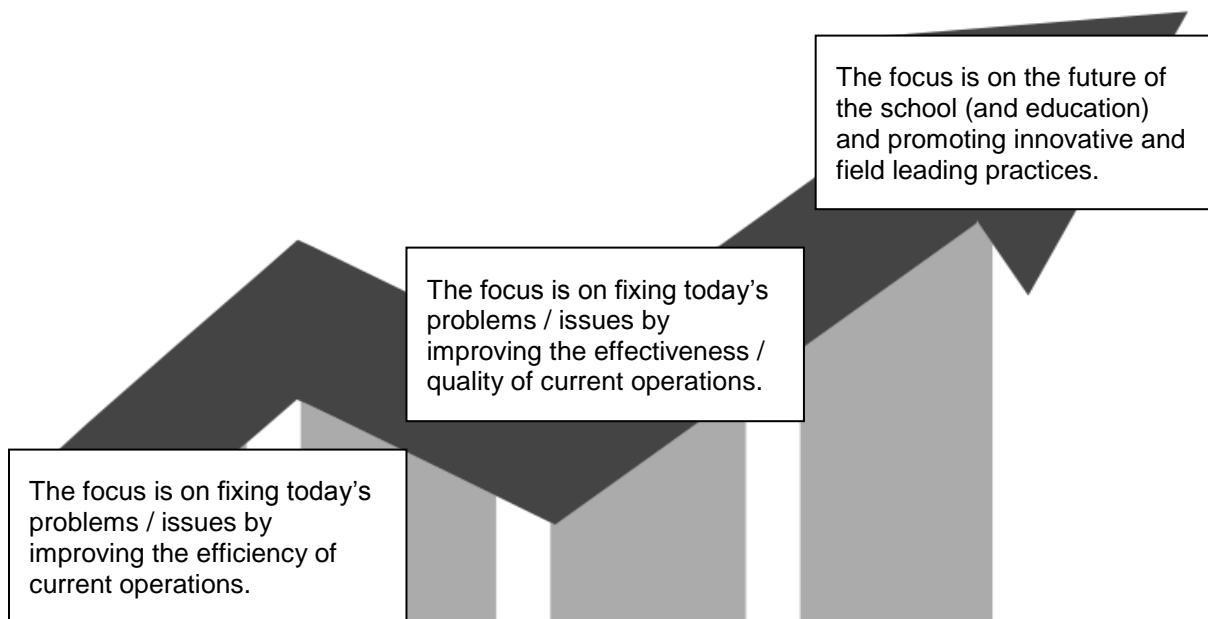 The focus is on the future of
the school (and education)
and promoting innovative and
field leading practices.
The focus is on fixing today’s
problems / issues by
improving the effectiveness /
quality of current operations.
The focus is on fixing today’s
problems / issues by
improving the efficiency of
current operations.